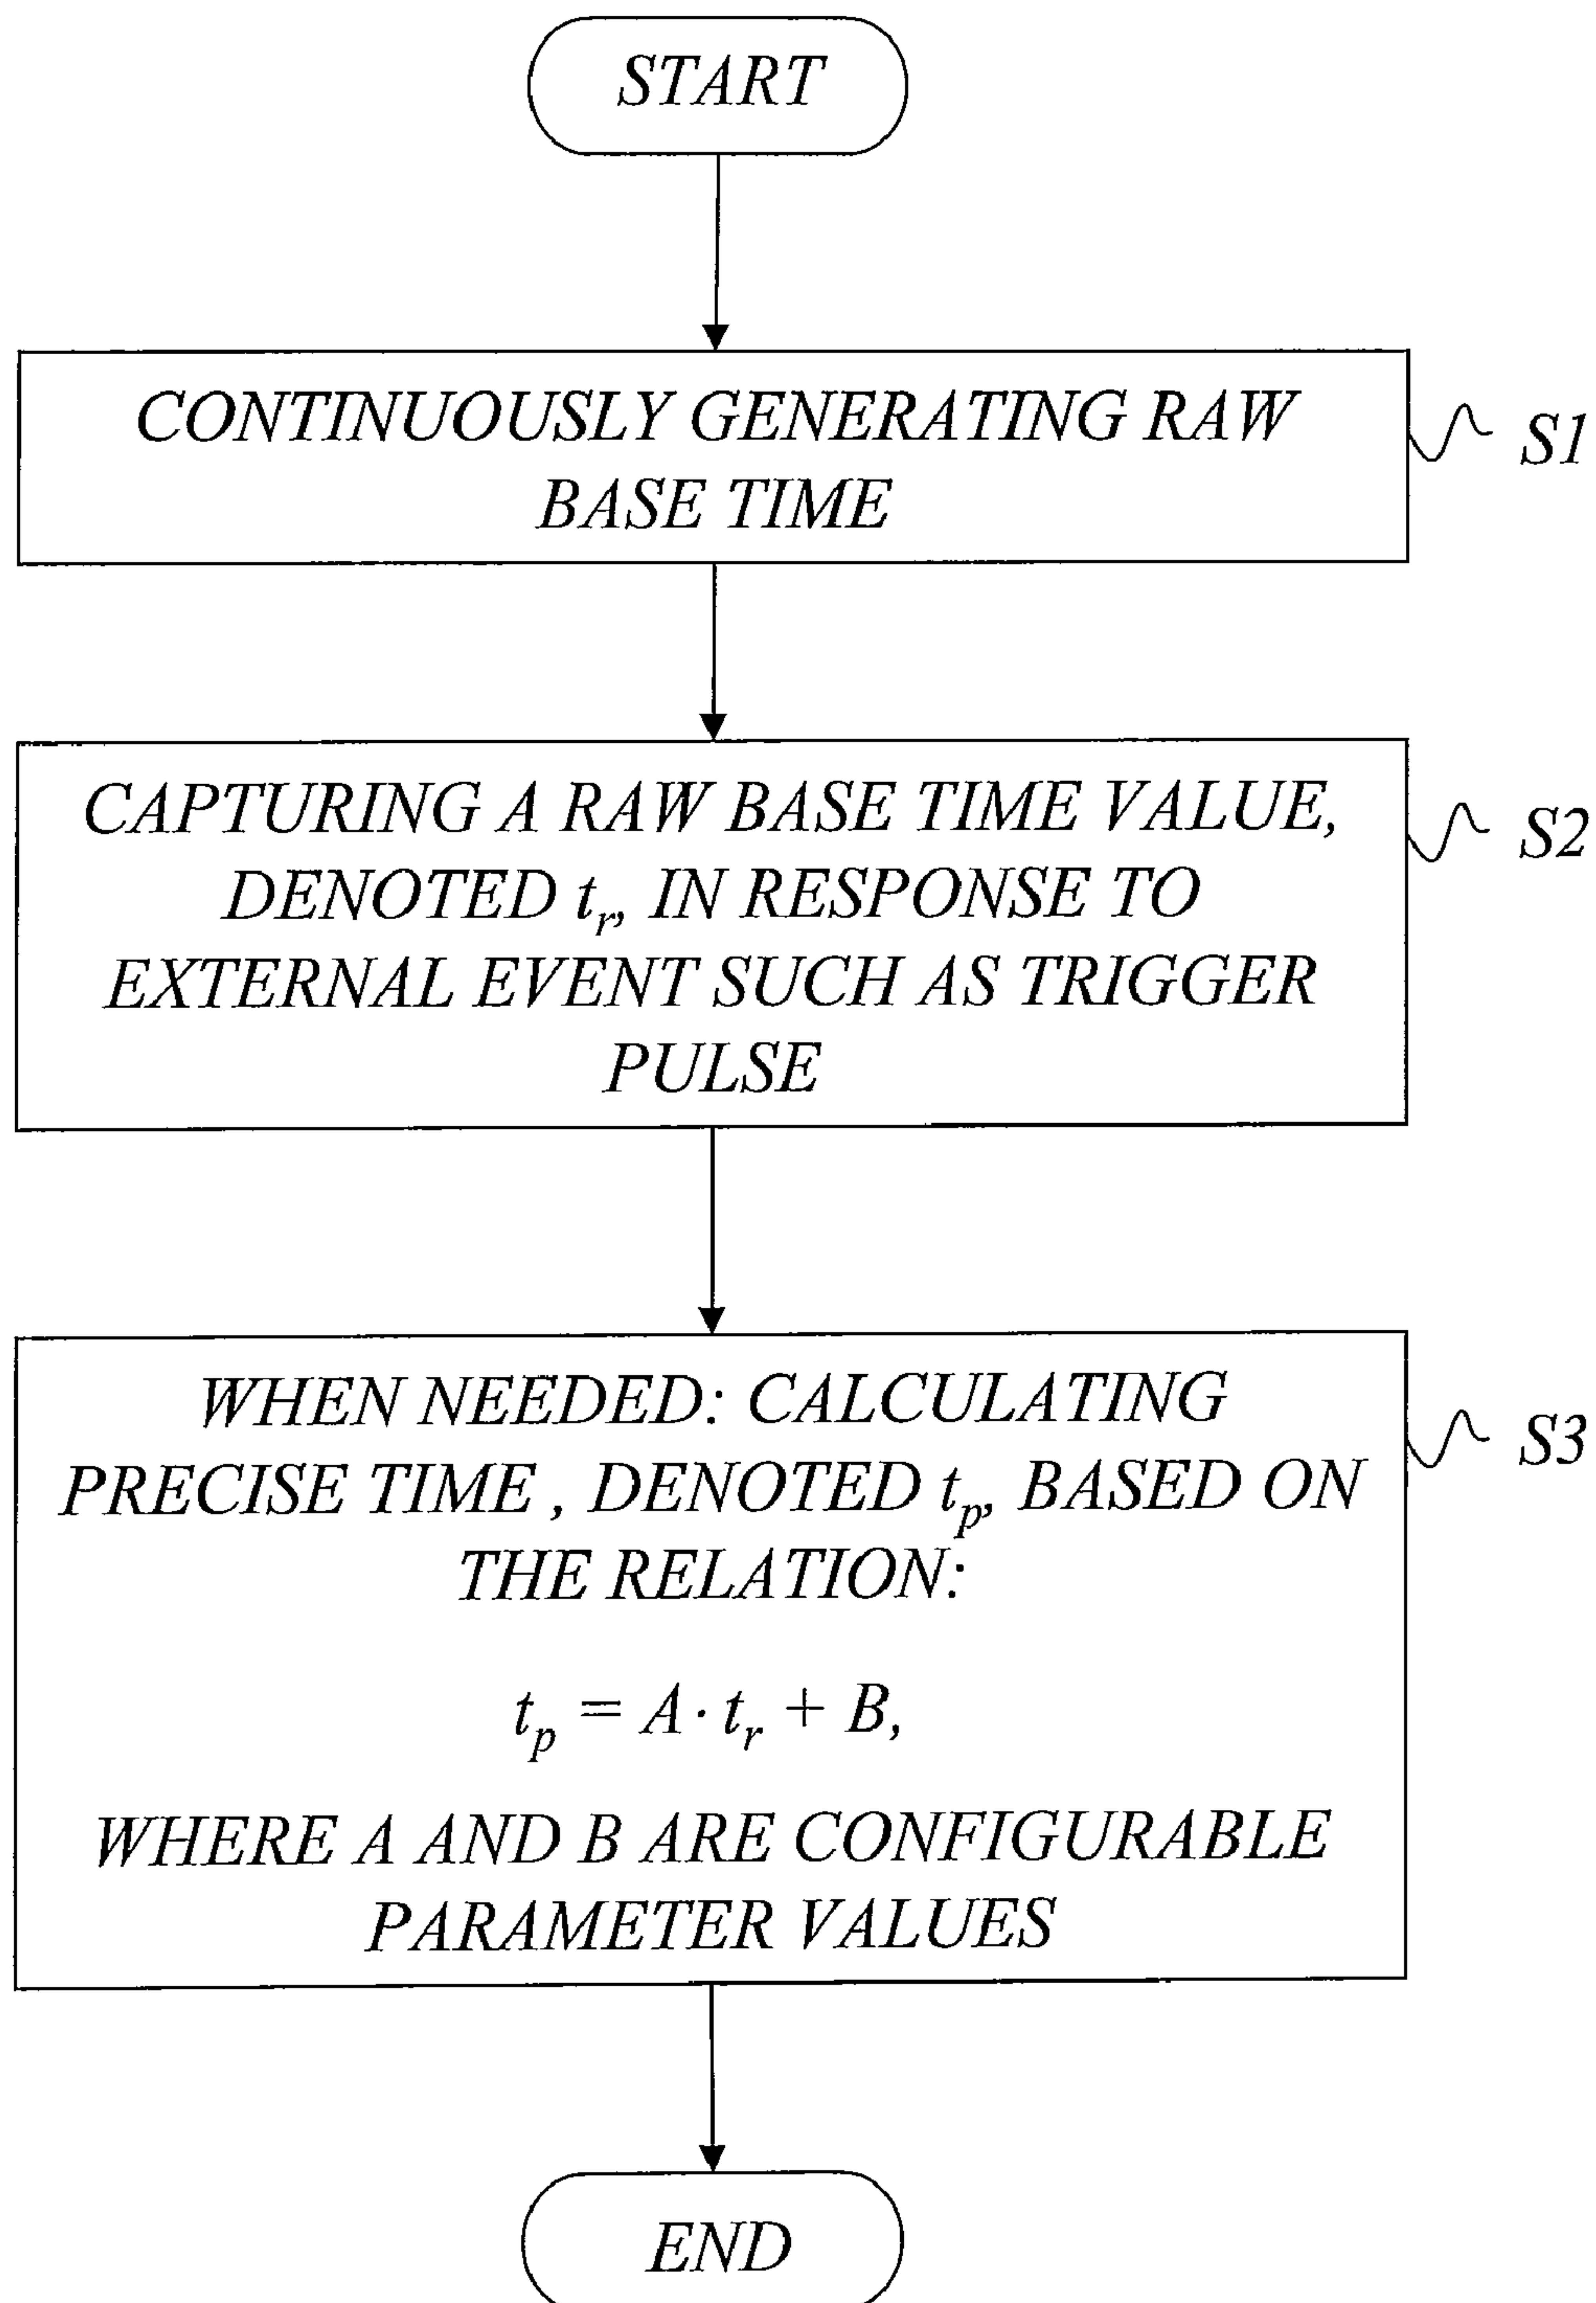 START
CONTINUOUSLY GENERATING RAW
BASE TIME
S1
CAPTURING A RAW BASE TIME VALUE,
DENOTED tᵣ, IN RESPONSE TO
EXTERNAL EVENT SUCH AS TRIGGER
PULSE
S2
WHEN NEEDED: CALCULATING
PRECISE TIME , DENOTED tₚ, BASED ON
THE RELATION:
tₚ = A · tᵣ + B,
WHERE A AND B ARE CONFIGURABLE
PARAMETER VALUES
S3
END